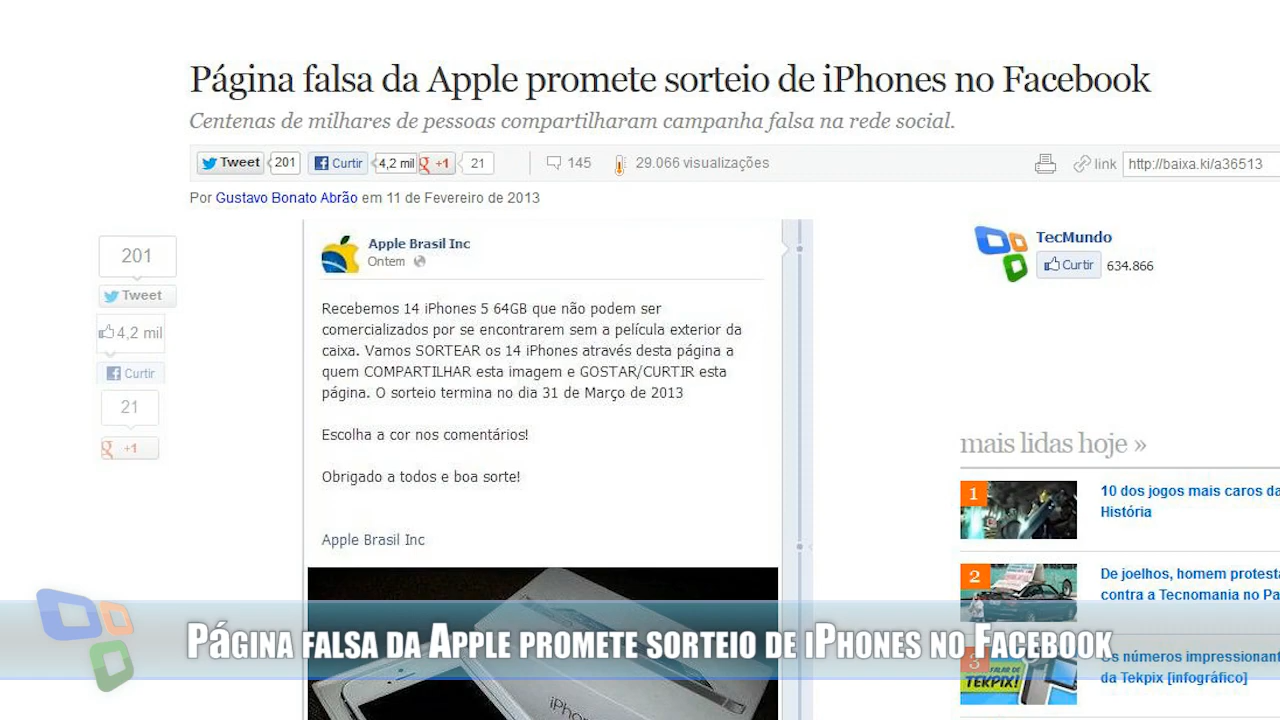 Página falsa da Apple promete sorteio de iPhones no Facebook
Centenas de milhares de pessoas compartilharam campanha falsa na rede social.
Tweet 201 Curtir 4,2 mil +1 21 145 29.066 visualizações link http://baixa.ki/a36513
Por Gustavo Bonato Abrão em 11 de Fevereiro de 2013
201
Tweet
4,2 mil
Curtir
21
+1
Apple Brasil Inc
Ontem
Recebemos 14 iPhones 5 64GB que não podem ser
comercializados por se encontrarem sem a película exterior da
caixa. Vamos SORTEAR os 14 iPhones através desta página a
quem COMPARTILHAR esta imagem e GOSTAR/CURTIR esta
página. O sorteio termina no dia 31 de Março de 2013
Escolha a cor nos comentários!
Obrigado a todos e boa sorte!
Apple Brasil Inc
TecMundo
Curtir 634.866
mais lidas hoje »
1
10 dos jogos mais caros da
História
2
De joelhos, homem protesta
contra a Tecnomania no Pa
3
Os números impressionant
da Tekpix [infográfico]
FALAR DE
TEKPIX!
Página falsa da Apple promete sorteio de iPhones no Facebook